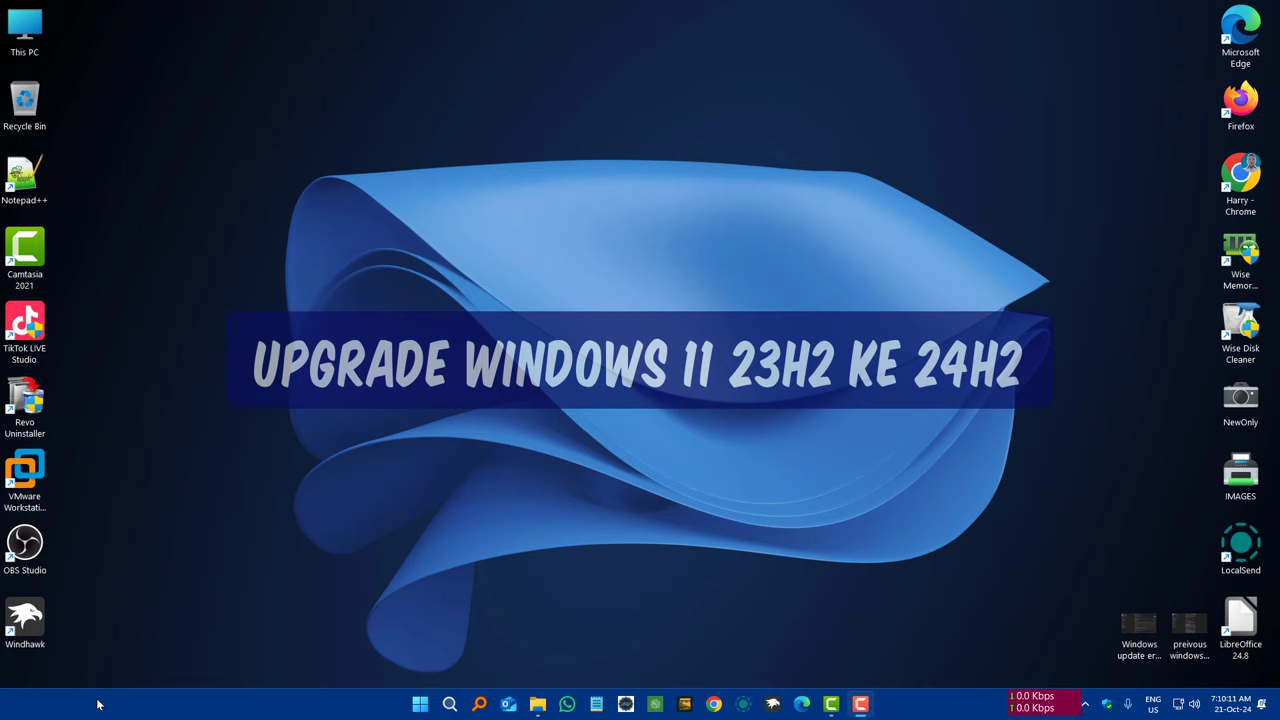 This PC
Recycle Bin
Notepad++
Camtasia
2021
TikTok LIVE
Studio
Revo
Uninstaller
VMware
Workstati...
OBS Studio
Windhawk
UPGRADE WINDOWS 11 23H2 KE 24H2
Microsoft
Edge
Firefox
Harry -
Chrome
Wise
Memor...
Wise Disk
Cleaner
NewOnly
IMAGES
LocalSend
Windows
update er...
preivous
windows...
LibreOffice
24.8
0.0 Kbps
0.0 Kbps
ENG
US
7:10:11 AM
21-Oct-24